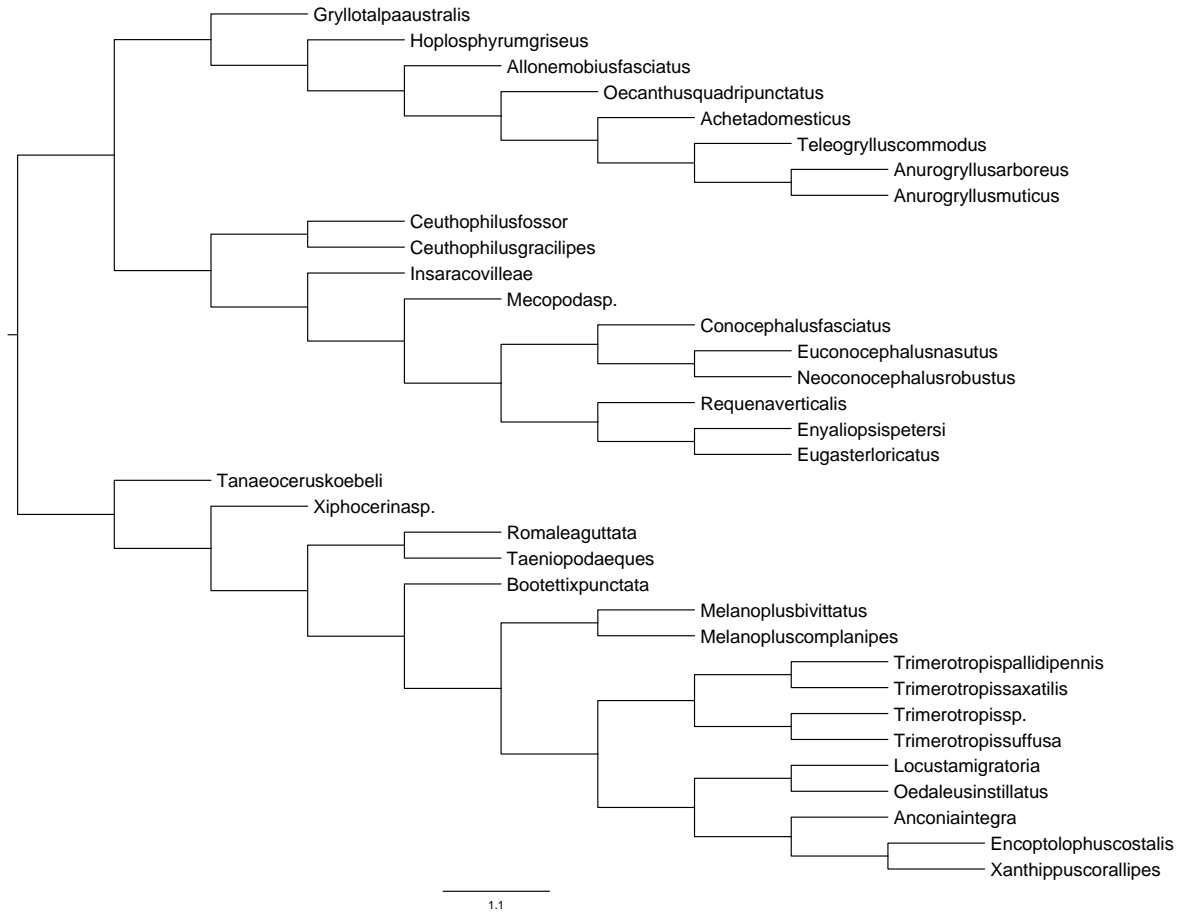 Gryllotalpaaustralis
Hoplosphyrumgriseus
Allonemobiusfasciatus
Oecanthusquadripunctatus
Achetadomesticus
Teleogrylluscommodus
Anurogryllusarboreus
Anurogryllusmuticus
Ceuthophilusfossor
Ceuthophilusgracilipes
Insaracovilleae
Mecopodasp.
Conocephalusfasciatus
Euconocephalusnasutus
Neoconocephalusrobustus
Requenaverticalis
Enyaliopsispetersi
Eugasterloricatus
Tanaeoceruskoebeli
Xiphocerinasp.
Romaleaguttata
Taeniopodaeques
Bootettixpunctata
Melanoplusbivittatus
Melanopluscomplanipes
Trimerotropispallidipennis
Trimerotropissaxatilis
Trimerotropissp.
Trimerotropissuffusa
Locustamigratoria
Oedaleusinstillatus
Anconiaintegra
Encoptolophuscostalis
Xanthippuscorallipes
1.1